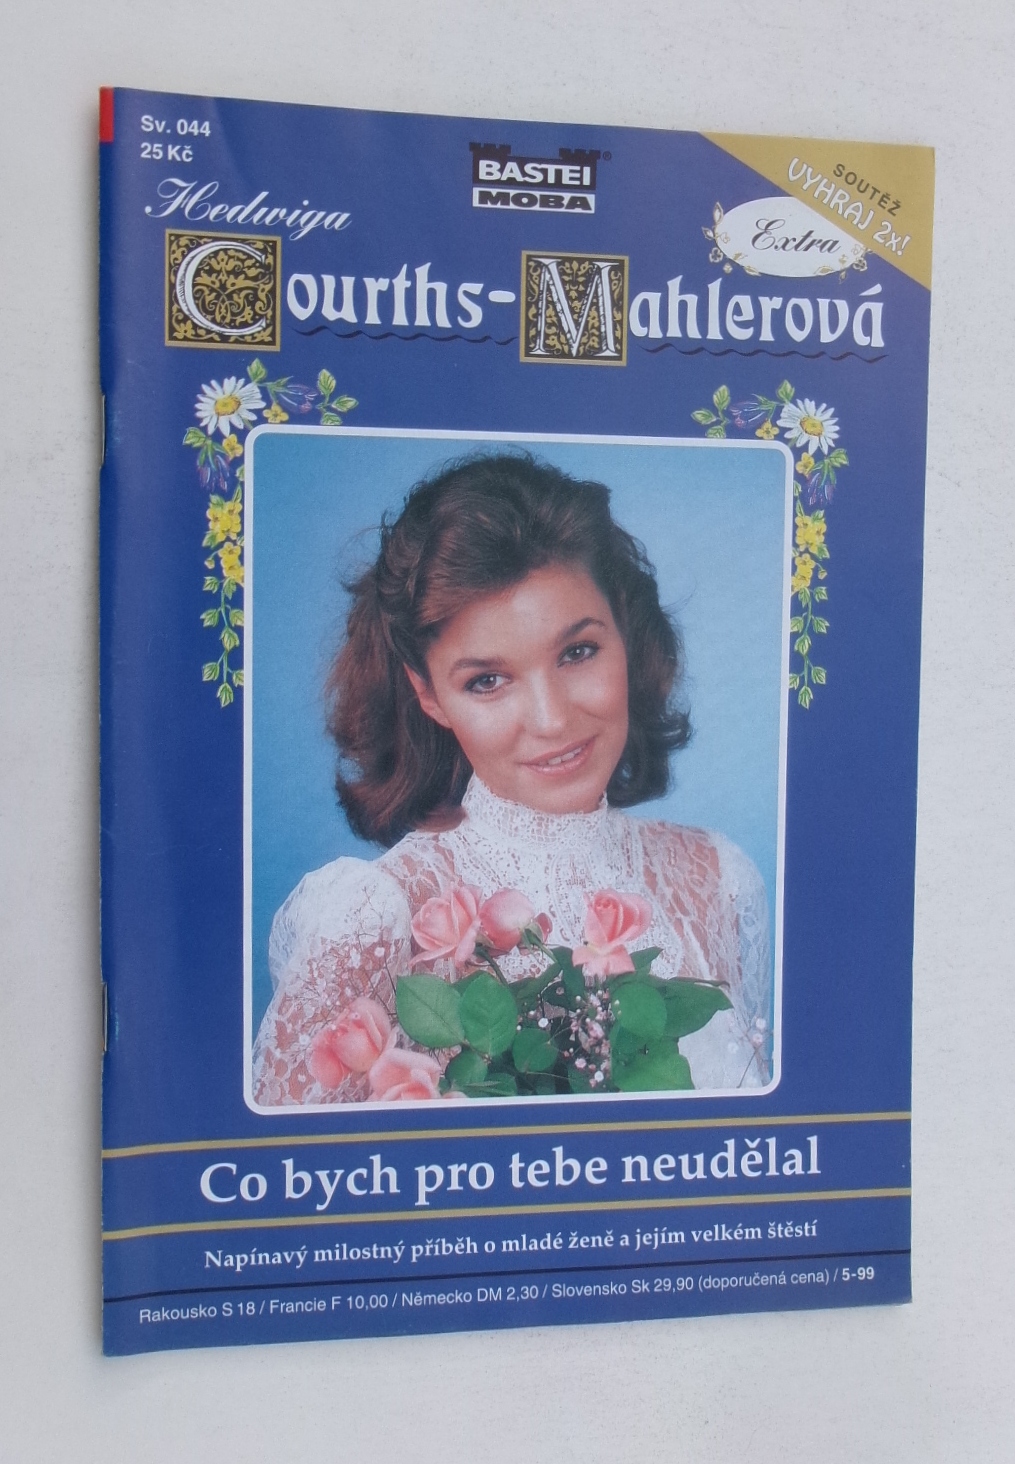 Sv. 044
25 Kč
BASTEI
MOBA
SOUTĚŽ
VYHRAJ 2x!
Extra
Hedwiga
Courths-Mahlerová
Co bych pro tebe neudělal
Napínavý milostný příběh o mladé ženě a jejím velkém štěstí
Rakousko S 18 / Francie F 10,00 / Německo DM 2,30 / Slovensko Sk 29,90 (doporučená cena) / 5-99